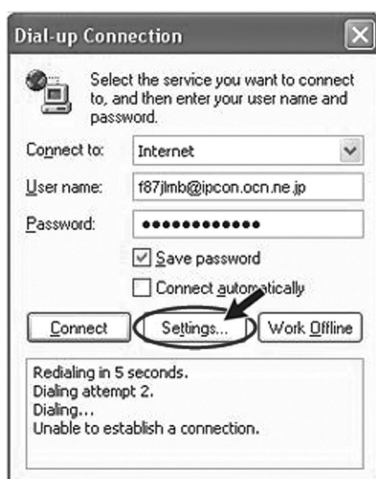 Dial-up Connection
Select the service you want to connect
to, and then enter your user name and
password.
Connect to: Internet
User name: f87jlmb@ipcon.ocn.ne.jp
Password: ●●●●●●●●●●●●
Save password
Connect automatically
Connect Settings... Work Offline
Redialing in 5 seconds.
Dialing attempt 2.
Dialing...
Unable to establish a connection.